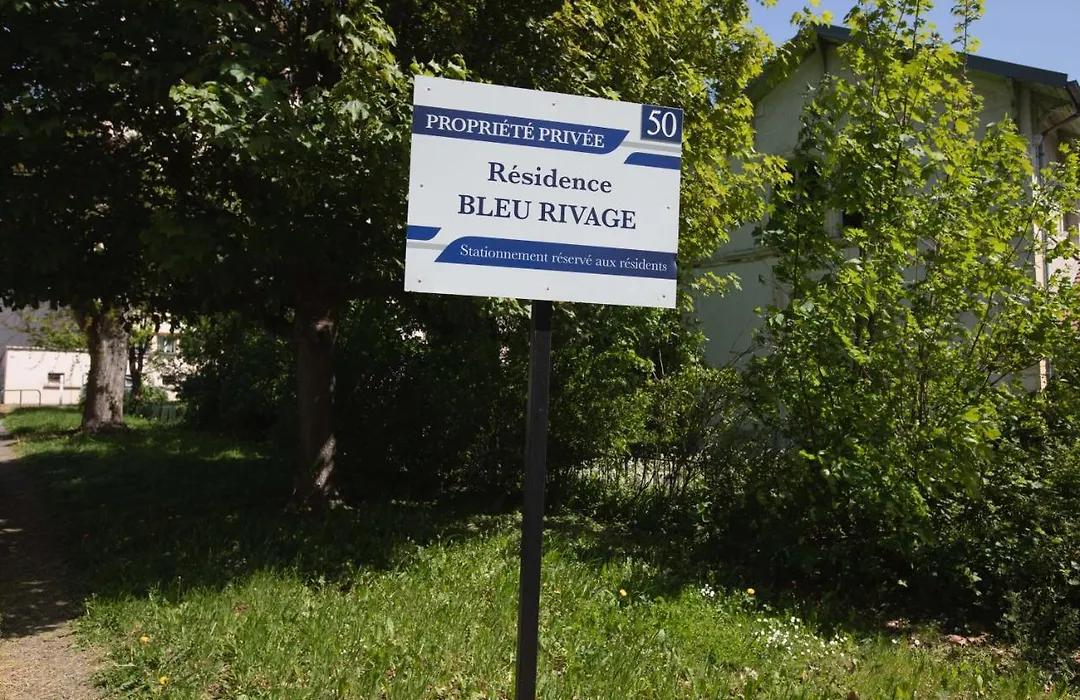 PROPRIÉTÉ PRIVÉE
50
Résidence
BLEU RIVAGE
Stationnement réservé aux résidents